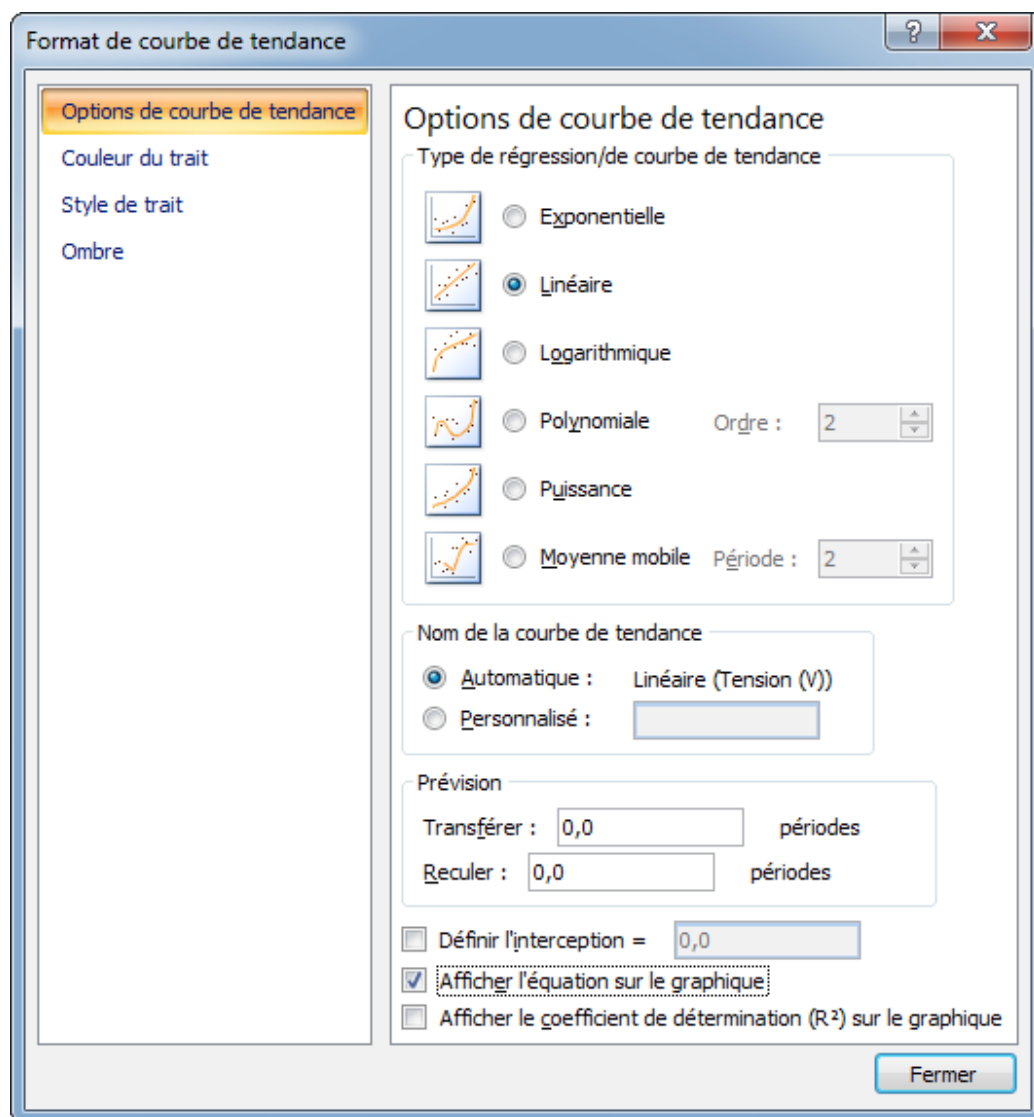 Format de courbe de tendance
Options de courbe de tendance
Couleur du trait
Style de trait
Ombre
Options de courbe de tendance
Type de régression/de courbe de tendance
Exponentielle
Linéaire
Logarithmique
Polynomiale Ordre : 2
Puissance
Moyenne mobile Période : 2
Nom de la courbe de tendance
Automatique : Linéaire (Tension (V))
Personnalisé :
Prévision
Transférer : 0,0 périodes
Reculer : 0,0 périodes
Définir l'interception = 0,0
Afficher l'équation sur le graphique
Afficher le coefficient de détermination (R²) sur le graphique
Fermer